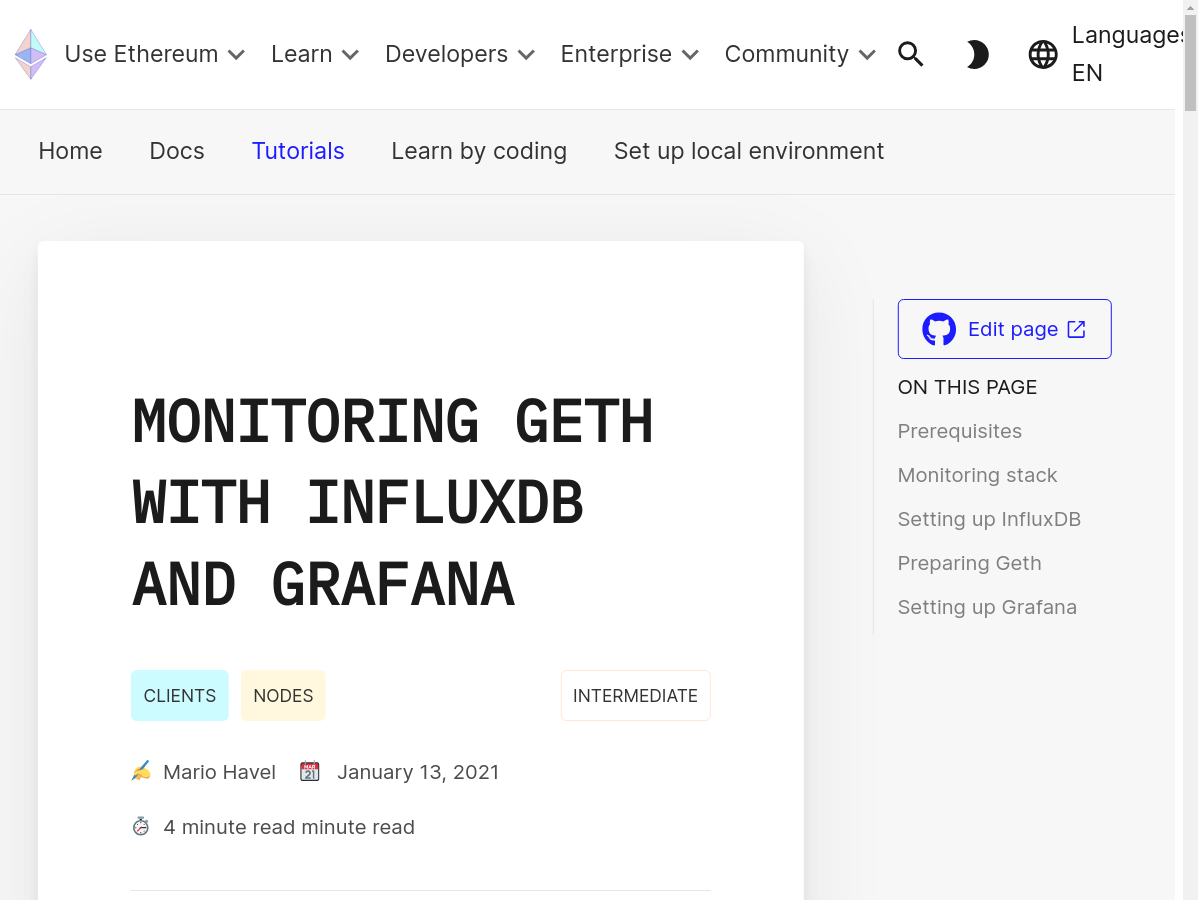 Use Ethereum Learn Developers Enterprise Community Languages
EN
Home Docs Tutorials Learn by coding Set up local environment
MONITORING GETH
WITH INFLUXDB
AND GRAFANA
CLIENTS NODES INTERMEDIATE
Mario Havel MAR 21 January 13, 2021
4 minute read minute read
Edit page
ON THIS PAGE
Prerequisites
Monitoring stack
Setting up InfluxDB
Preparing Geth
Setting up Grafana